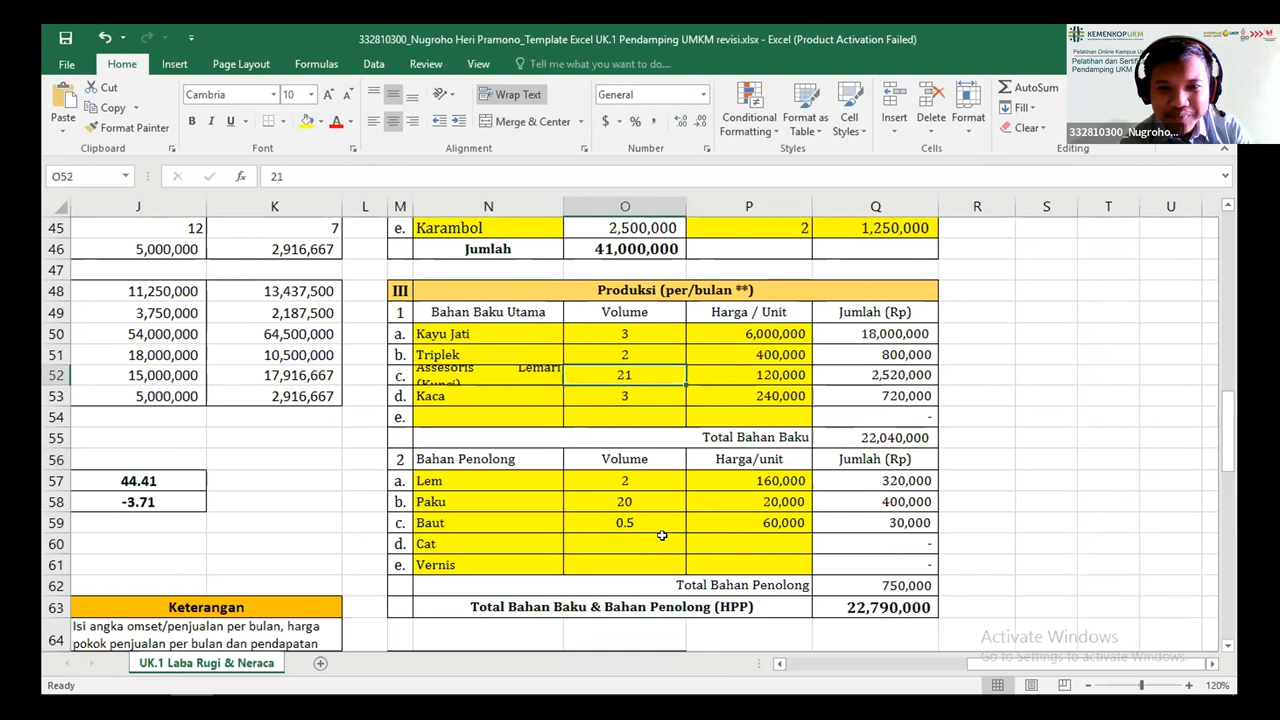 332810300_Nugroho Heri Pramono_Template Excel UK.1 Pendamping UMKM revisi.xlsx - Excel (Product Activation Failed)
KEMENKOPUKM
Pelatihan Online Kampus
Pelatihan dan Sertifi
Pendamping UKM
332810300_Nugroho...
File Home Insert Page Layout Formulas Data Review View Tell me what you want to do...
Paste
Cut
Copy
Format Painter
Clipboard
Cambria 10
B I U
Font
Wrap Text
Merge & Center
Alignment
General
$ % ,
Number
Conditional Formatting
Format as Table
Cell Styles
Styles
Insert Delete Format
Cells
AutoSum
Fill
Clear
Editing
O52 fx 21
J K L M N O P Q R S T U
45 12 7 e. Karambol 2,500,000 2 1,250,000
46 5,000,000 2,916,667 Jumlah 41,000,000
47
48 11,250,000 13,437,500 III Produksi (per/bulan **)
49 3,750,000 2,187,500 1 Bahan Baku Utama Volume Harga / Unit Jumlah (Rp)
50 54,000,000 64,500,000 a. Kayu Jati 3 6,000,000 18,000,000
51 18,000,000 10,500,000 b. Triplek 2 400,000 800,000
52 15,000,000 17,916,667 c. Assesoris Lemari (Kunci) 21 120,000 2,520,000
53 5,000,000 2,916,667 d. Kaca 3 240,000 720,000
54 e. -
55 Total Bahan Baku 22,040,000
56 2 Bahan Penolong Volume Harga/unit Jumlah (Rp)
57 44.41 a. Lem 2 160,000 320,000
58 -3.71 b. Paku 20 20,000 400,000
59 c. Baut 0.5 60,000 30,000
60 d. Cat -
61 e. Vernis -
62 Total Bahan Penolong 750,000
63 Keterangan Total Bahan Baku & Bahan Penolong (HPP) 22,790,000
64 Isi angka omset/penjualan per bulan, harga
pokok penjualan per bulan dan pendapatan
Activate Windows
Go to Settings to activate Windows.
UK.1 Laba Rugi & Neraca
Ready 120%